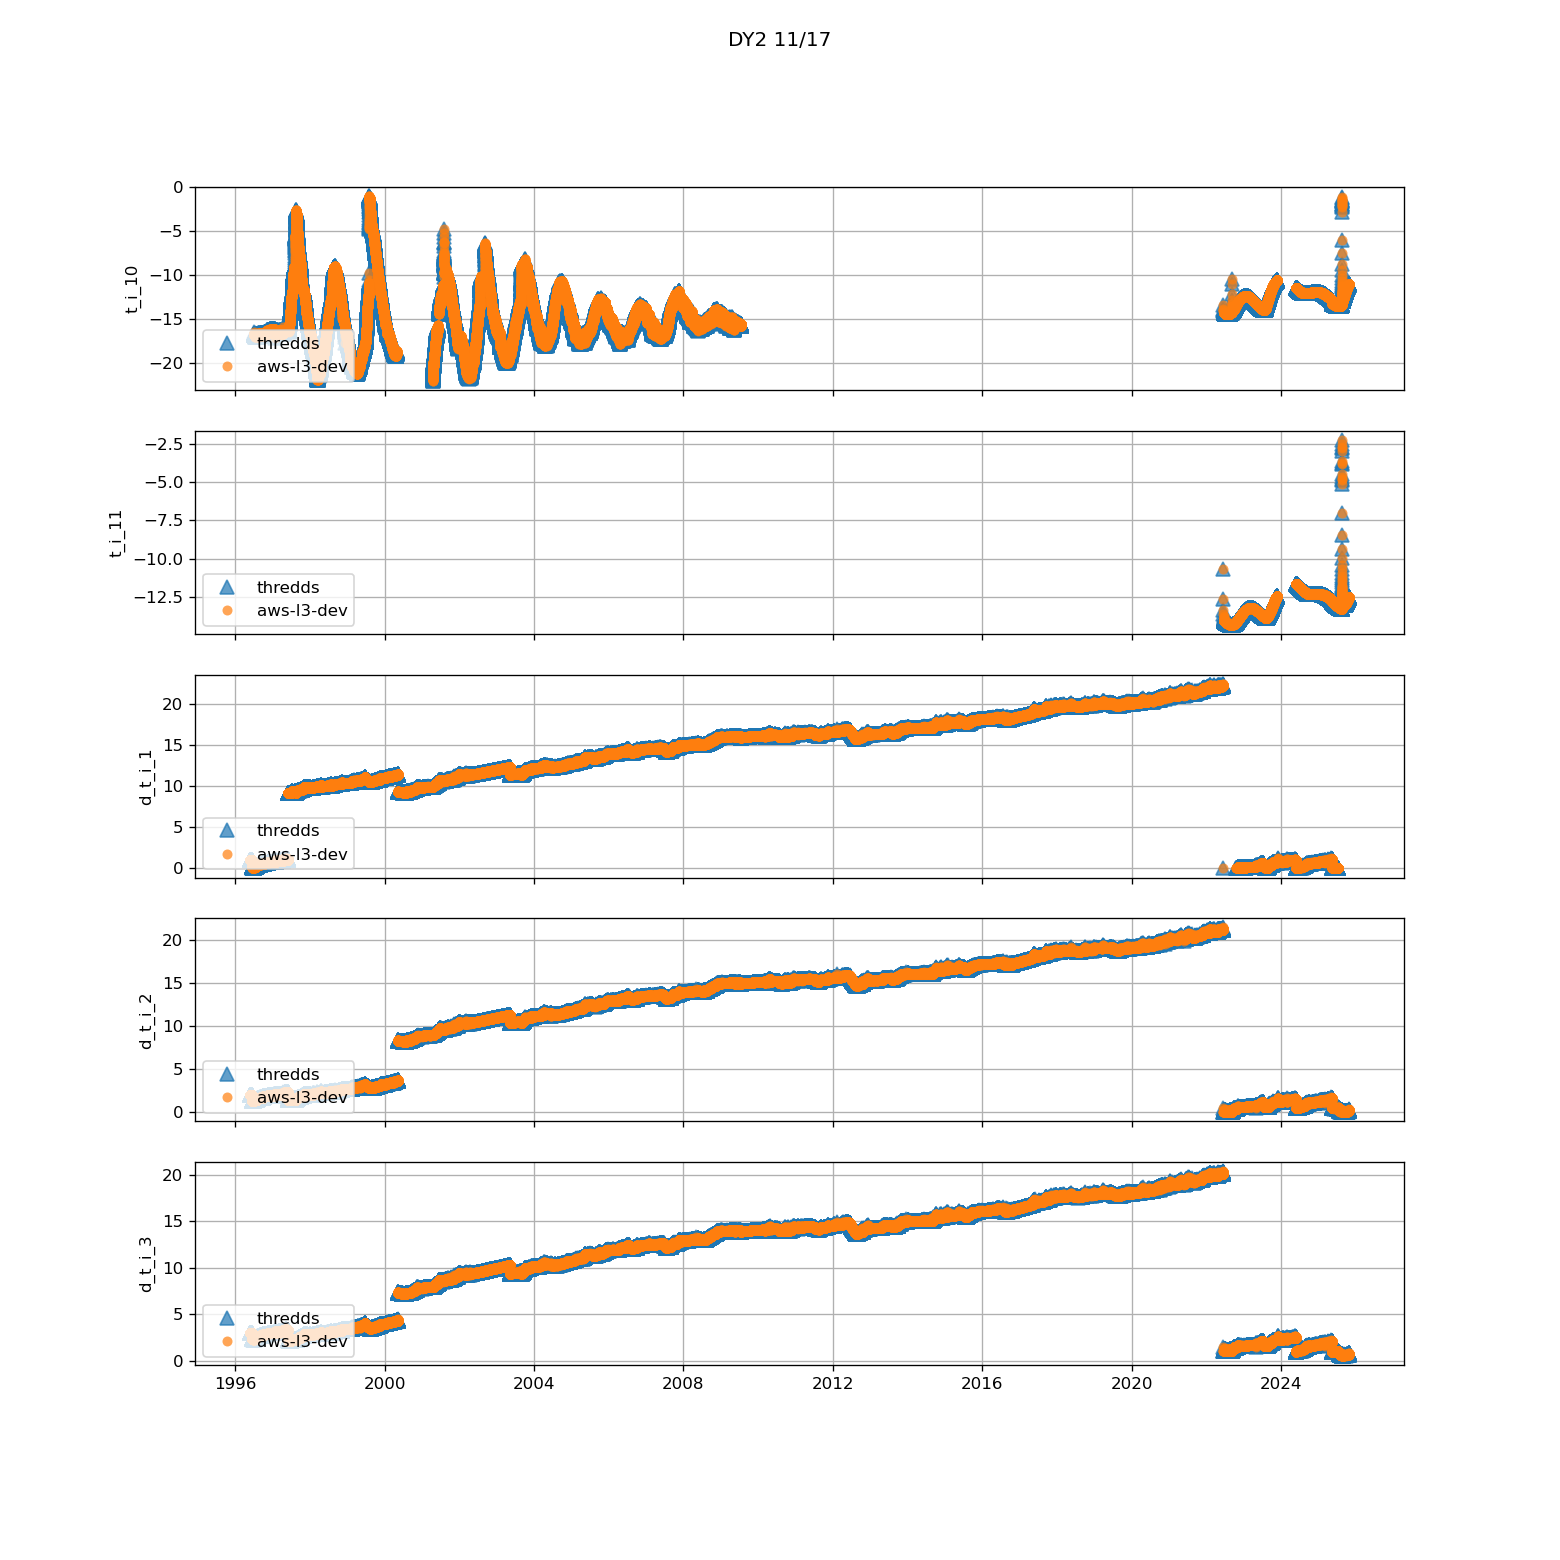 DY2 11/17
t_i_10
0
−5
−10
−15
−20
thredds
aws-l3-dev
t_i_11
−2.5
−5.0
−7.5
−10.0
−12.5
thredds
aws-l3-dev
d_t_i_1
20
15
10
5
0
thredds
aws-l3-dev
d_t_i_2
20
15
10
5
0
thredds
aws-l3-dev
d_t_i_3
20
15
10
5
0
thredds
aws-l3-dev
1996 2000 2004 2008 2012 2016 2020 2024